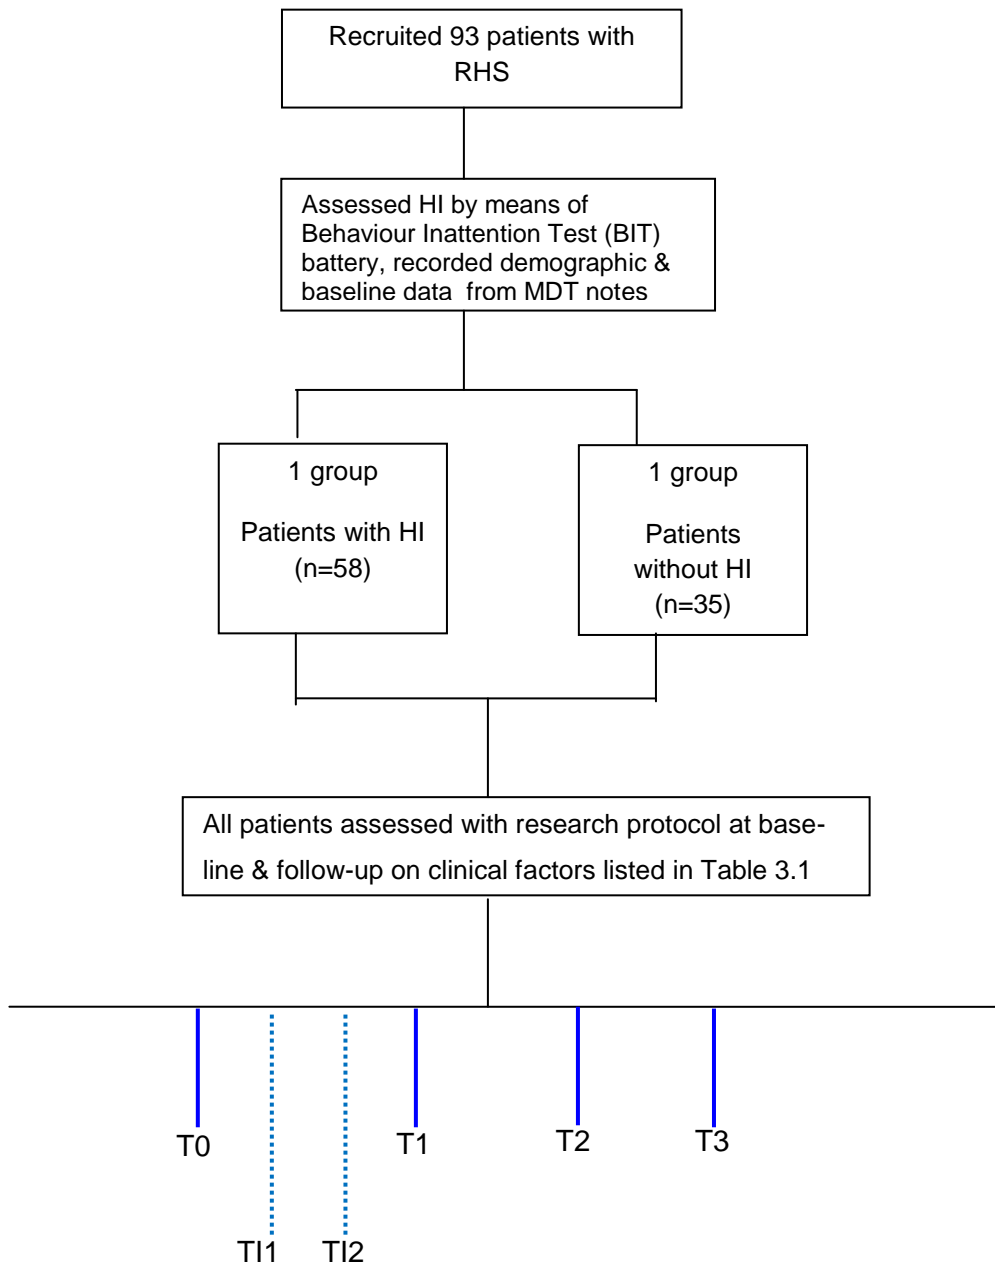 Recruited 93 patients with
RHS
Assessed HI by means of
Behaviour Inattention Test (BIT)
battery, recorded demographic &
baseline data from MDT notes
1 group
Patients with HI
(n=58)
1 group
Patients
without HI
(n=35)
All patients assessed with research protocol at base-
line & follow-up on clinical factors listed in Table 3.1
T0
T1
T2
T3
TI1
TI2